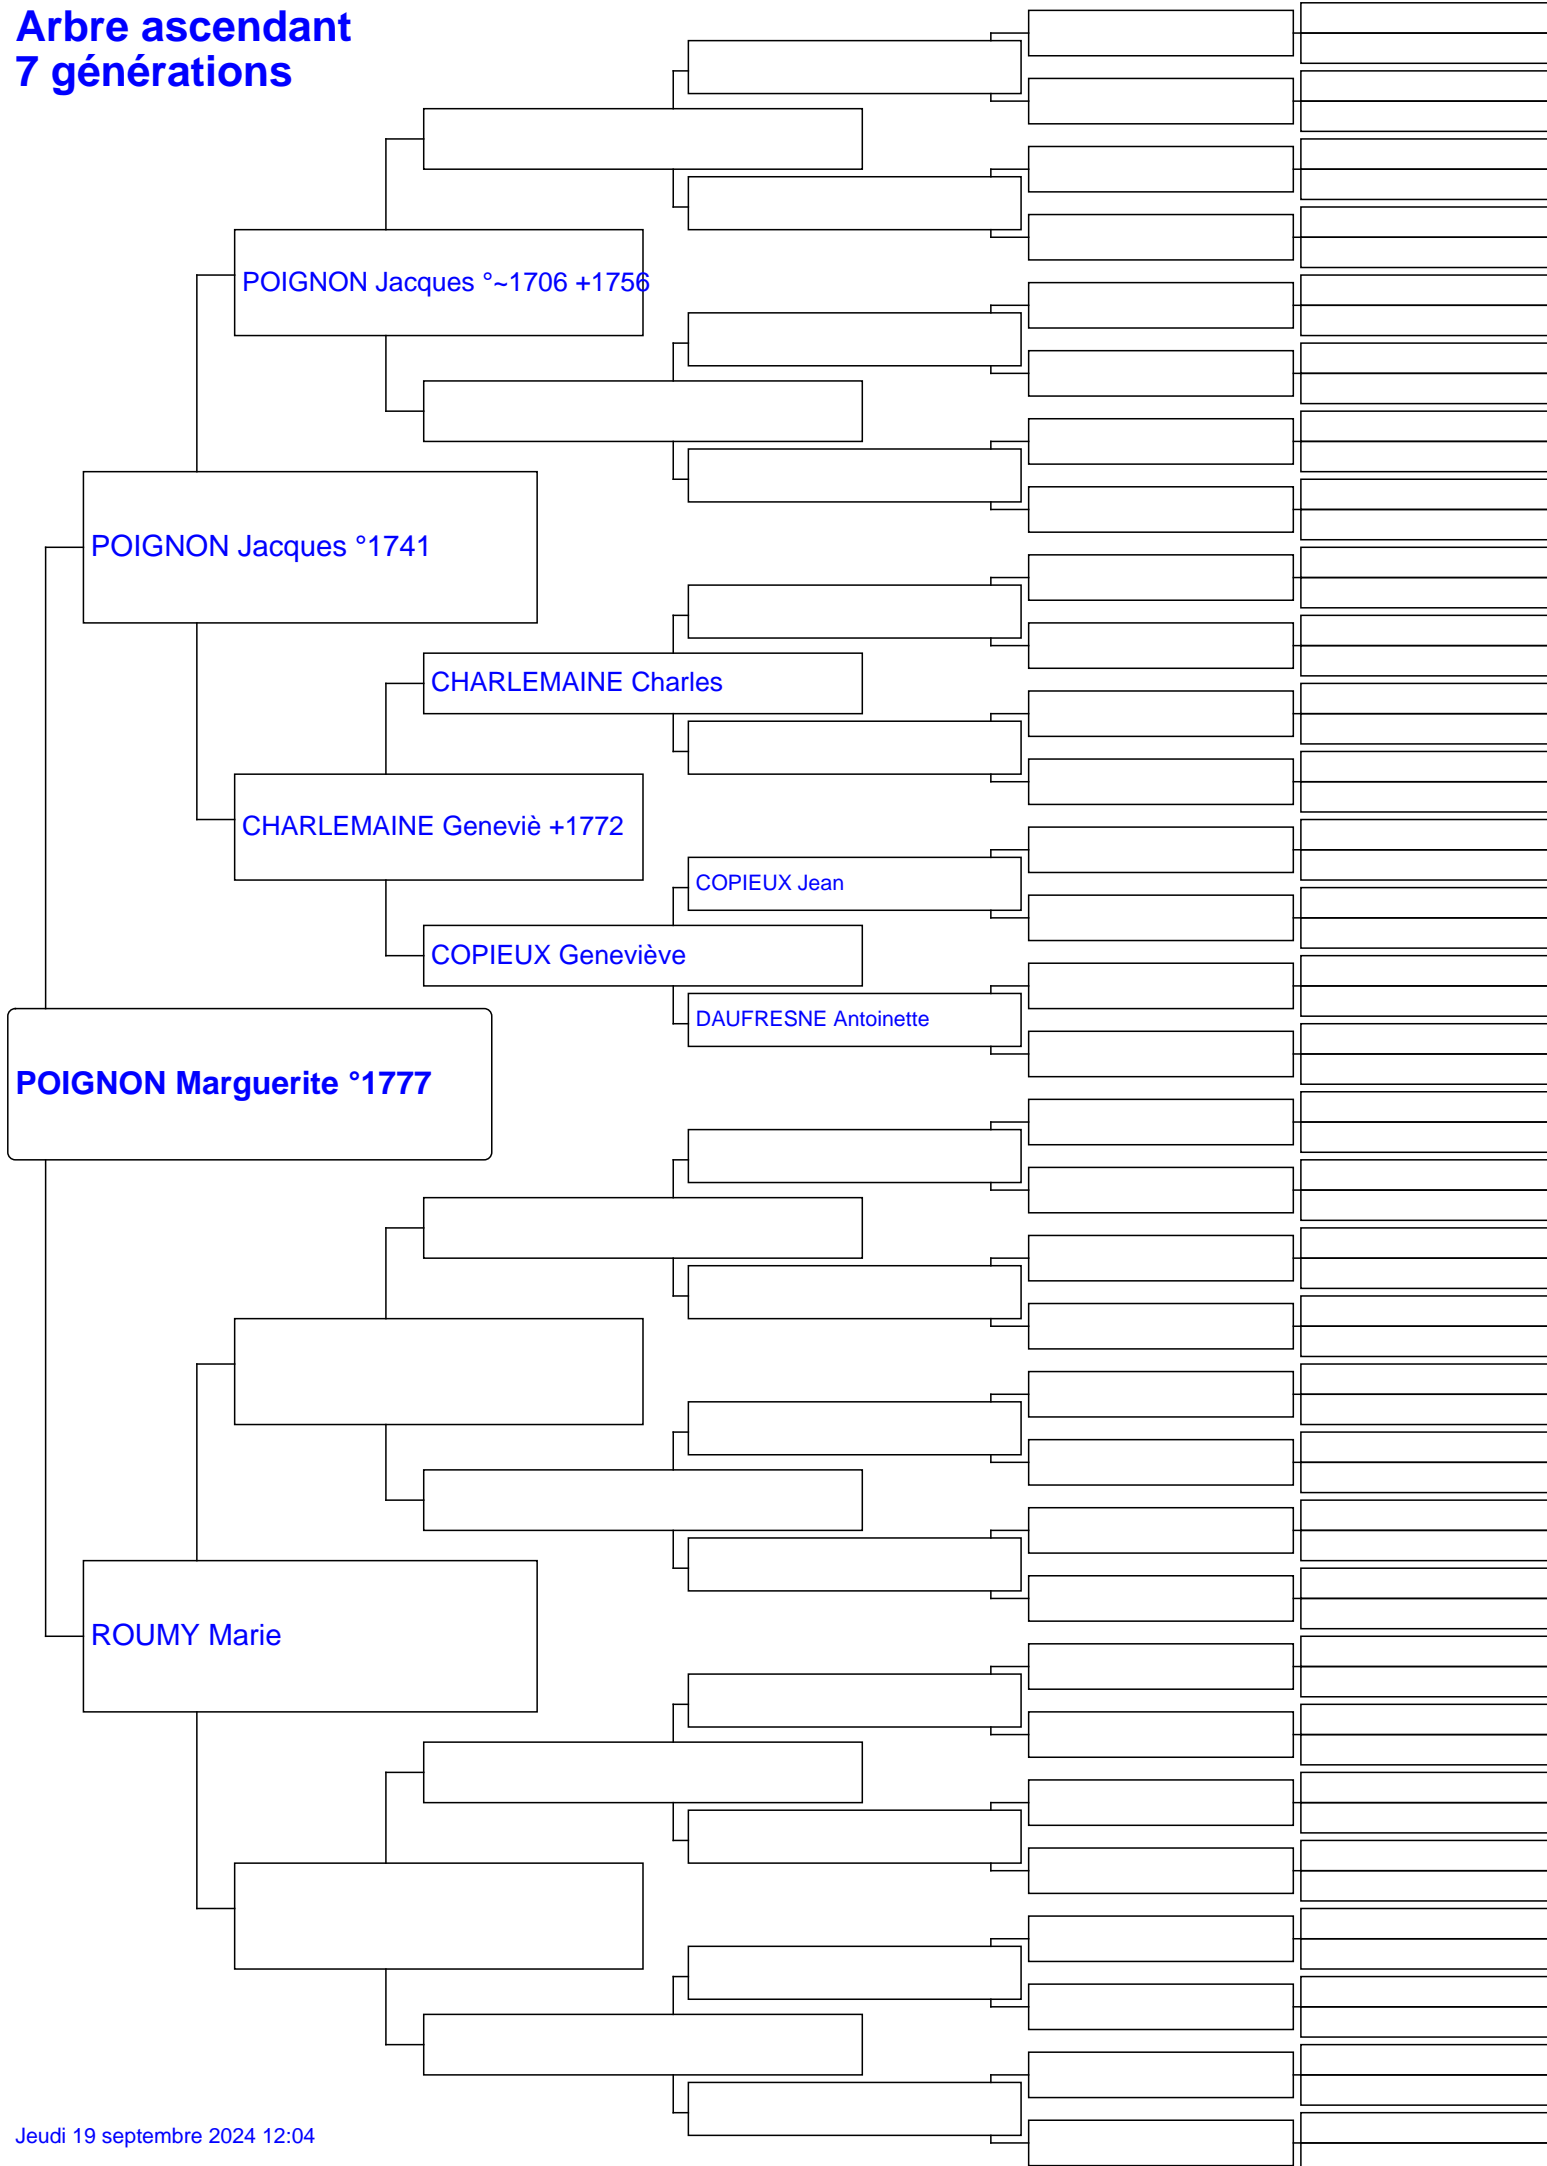 Arbre ascendant
7 générations
POIGNON Jacques °~1706 +1756
POIGNON Jacques °1741
CHARLEMAINE Charles
CHARLEMAINE Geneviè +1772
COPIEUX Jean
COPIEUX Geneviève
DAUFRESNE Antoinette
POIGNON Marguerite °1777
ROUMY Marie
Jeudi 19 septembre 2024 12:04